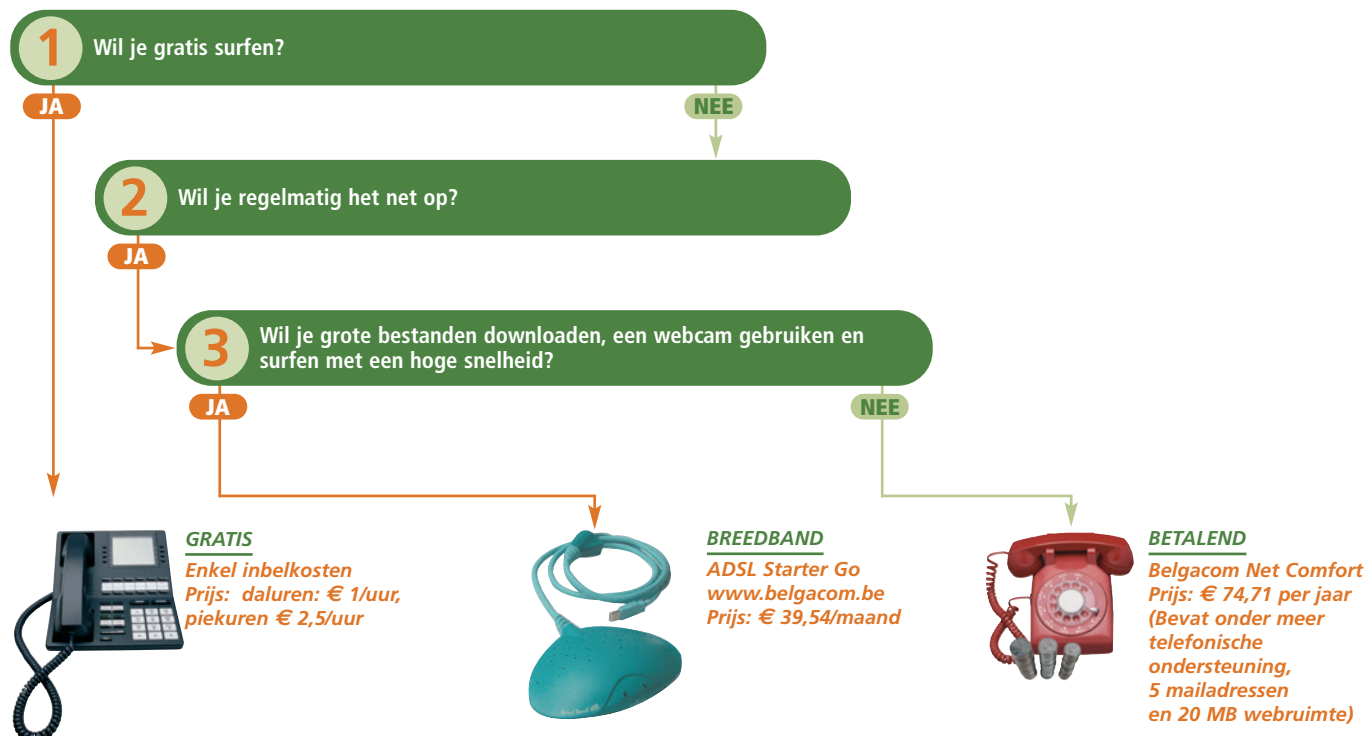 1
Wil je gratis surfen?
JA
NEE
2
Wil je regelmatig het net op?
JA
3
Wil je grote bestanden downloaden, een webcam gebruiken en
surfen met een hoge snelheid?
JA
NEE
GRATIS
Enkel inbelkosten
Prijs: daluren: € 1/uur,
piekuren € 2,5/uur
BREEDBAND
ADSL Starter Go
www.belgacom.be
Prijs: € 39,54/maand
BETALEND
Belgacom Net Comfort
Prijs: € 74,71 per jaar
(Bevat onder meer
telefonische
ondersteuning,
5 mailadressen
en 20 MB webruimte)